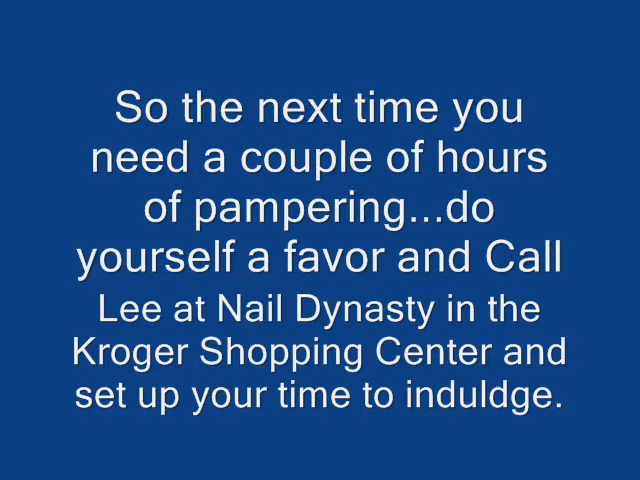 So the next time you
need a couple of hours
of pampering...do
yourself a favor and Call
Lee at Nail Dynasty in the
Kroger Shopping Center and
set up your time to induldge.